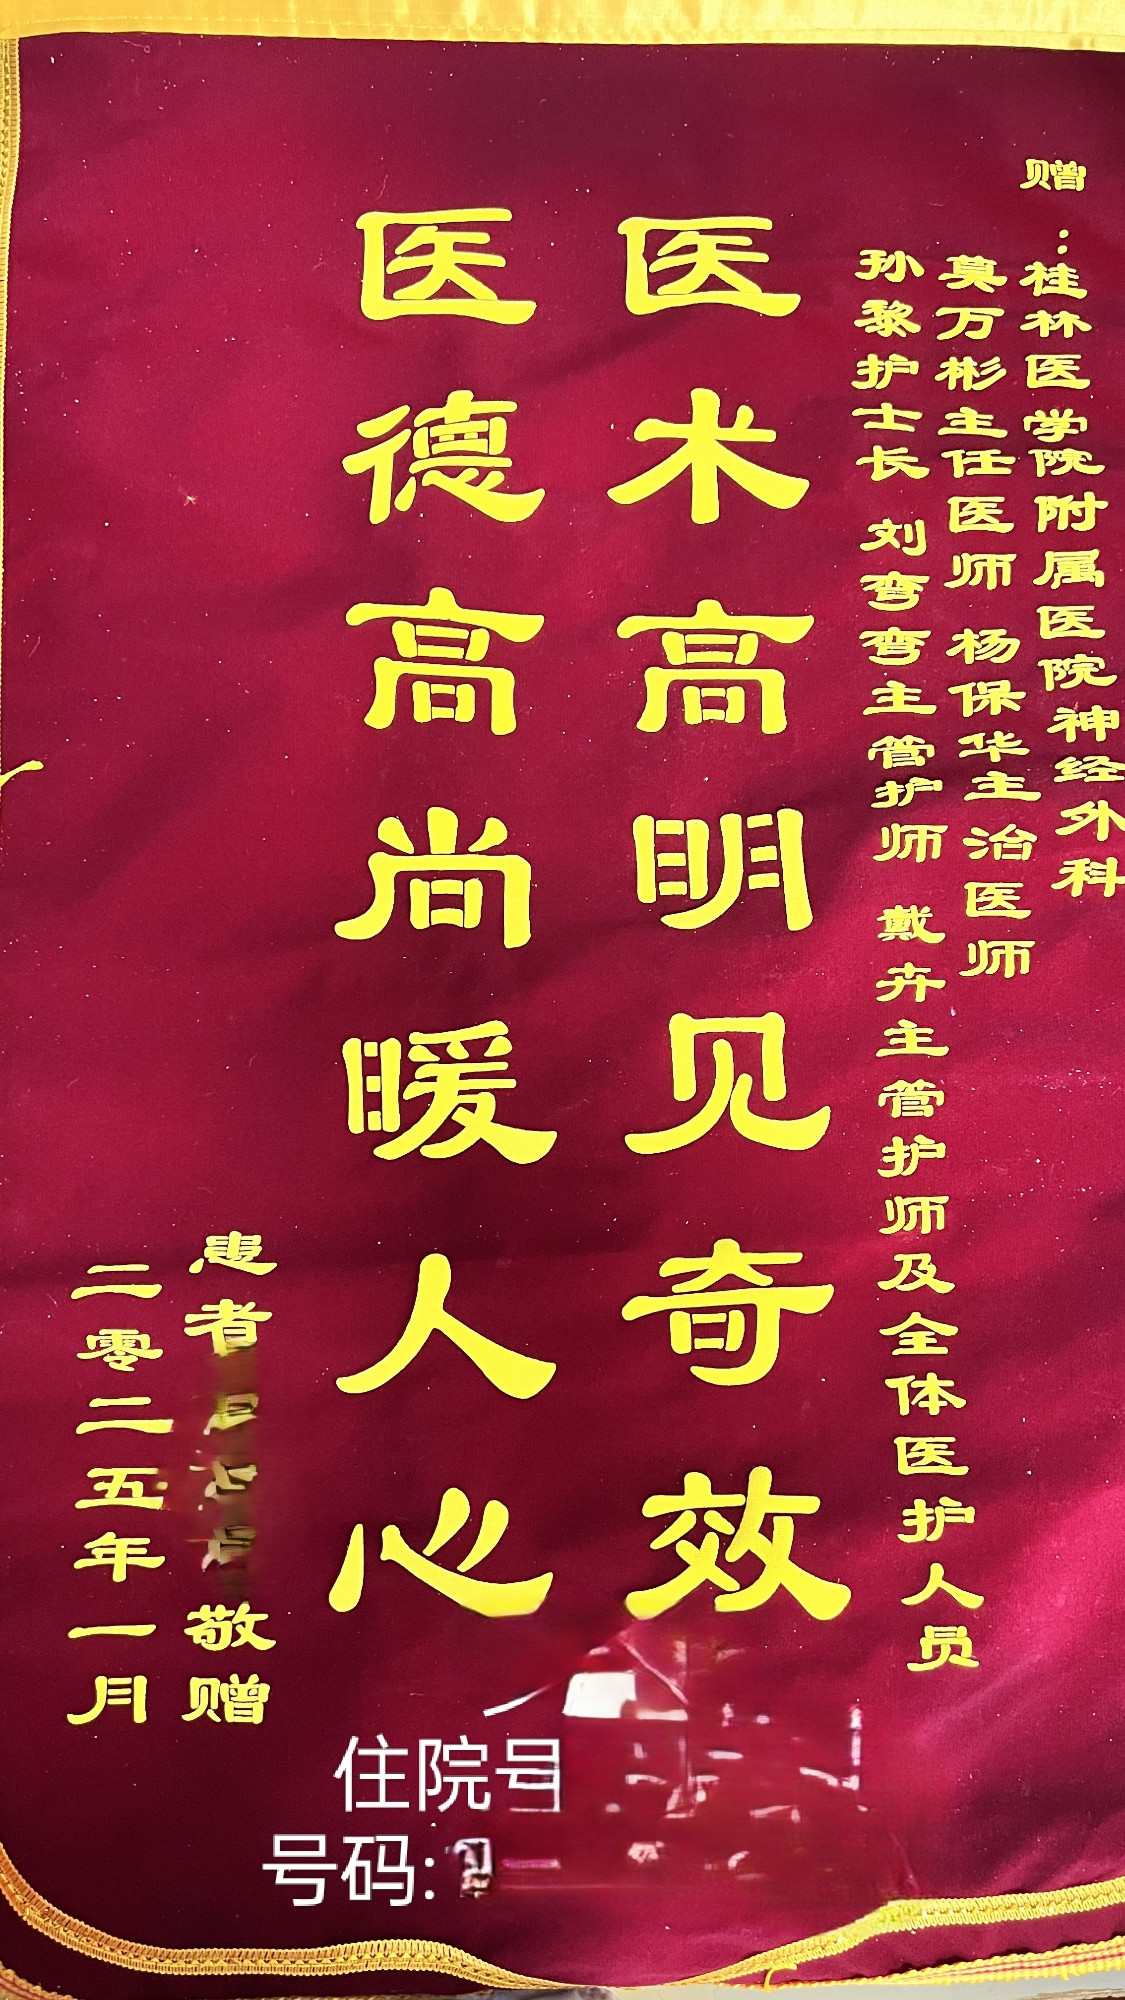 赠：桂林医学院附属医院神经外科
莫万彬主任医师 杨保华主治医师
孙黎护士长 刘弯弯主管护师 戴卉主管护师及全体医护人员
医术高明见奇效
医德高尚暖人心
患者 敬赠
二零二五年一月
住院号
号码: